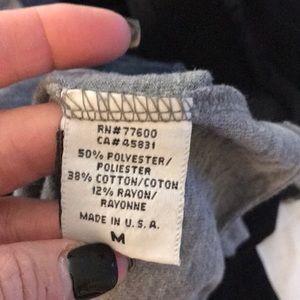 RN#77600
CA#45831
50% POLYESTER/
POLIESTER
38% COTTON/COTON
12% RAYON/
RAYONNE
MADE IN U.S.A.
M